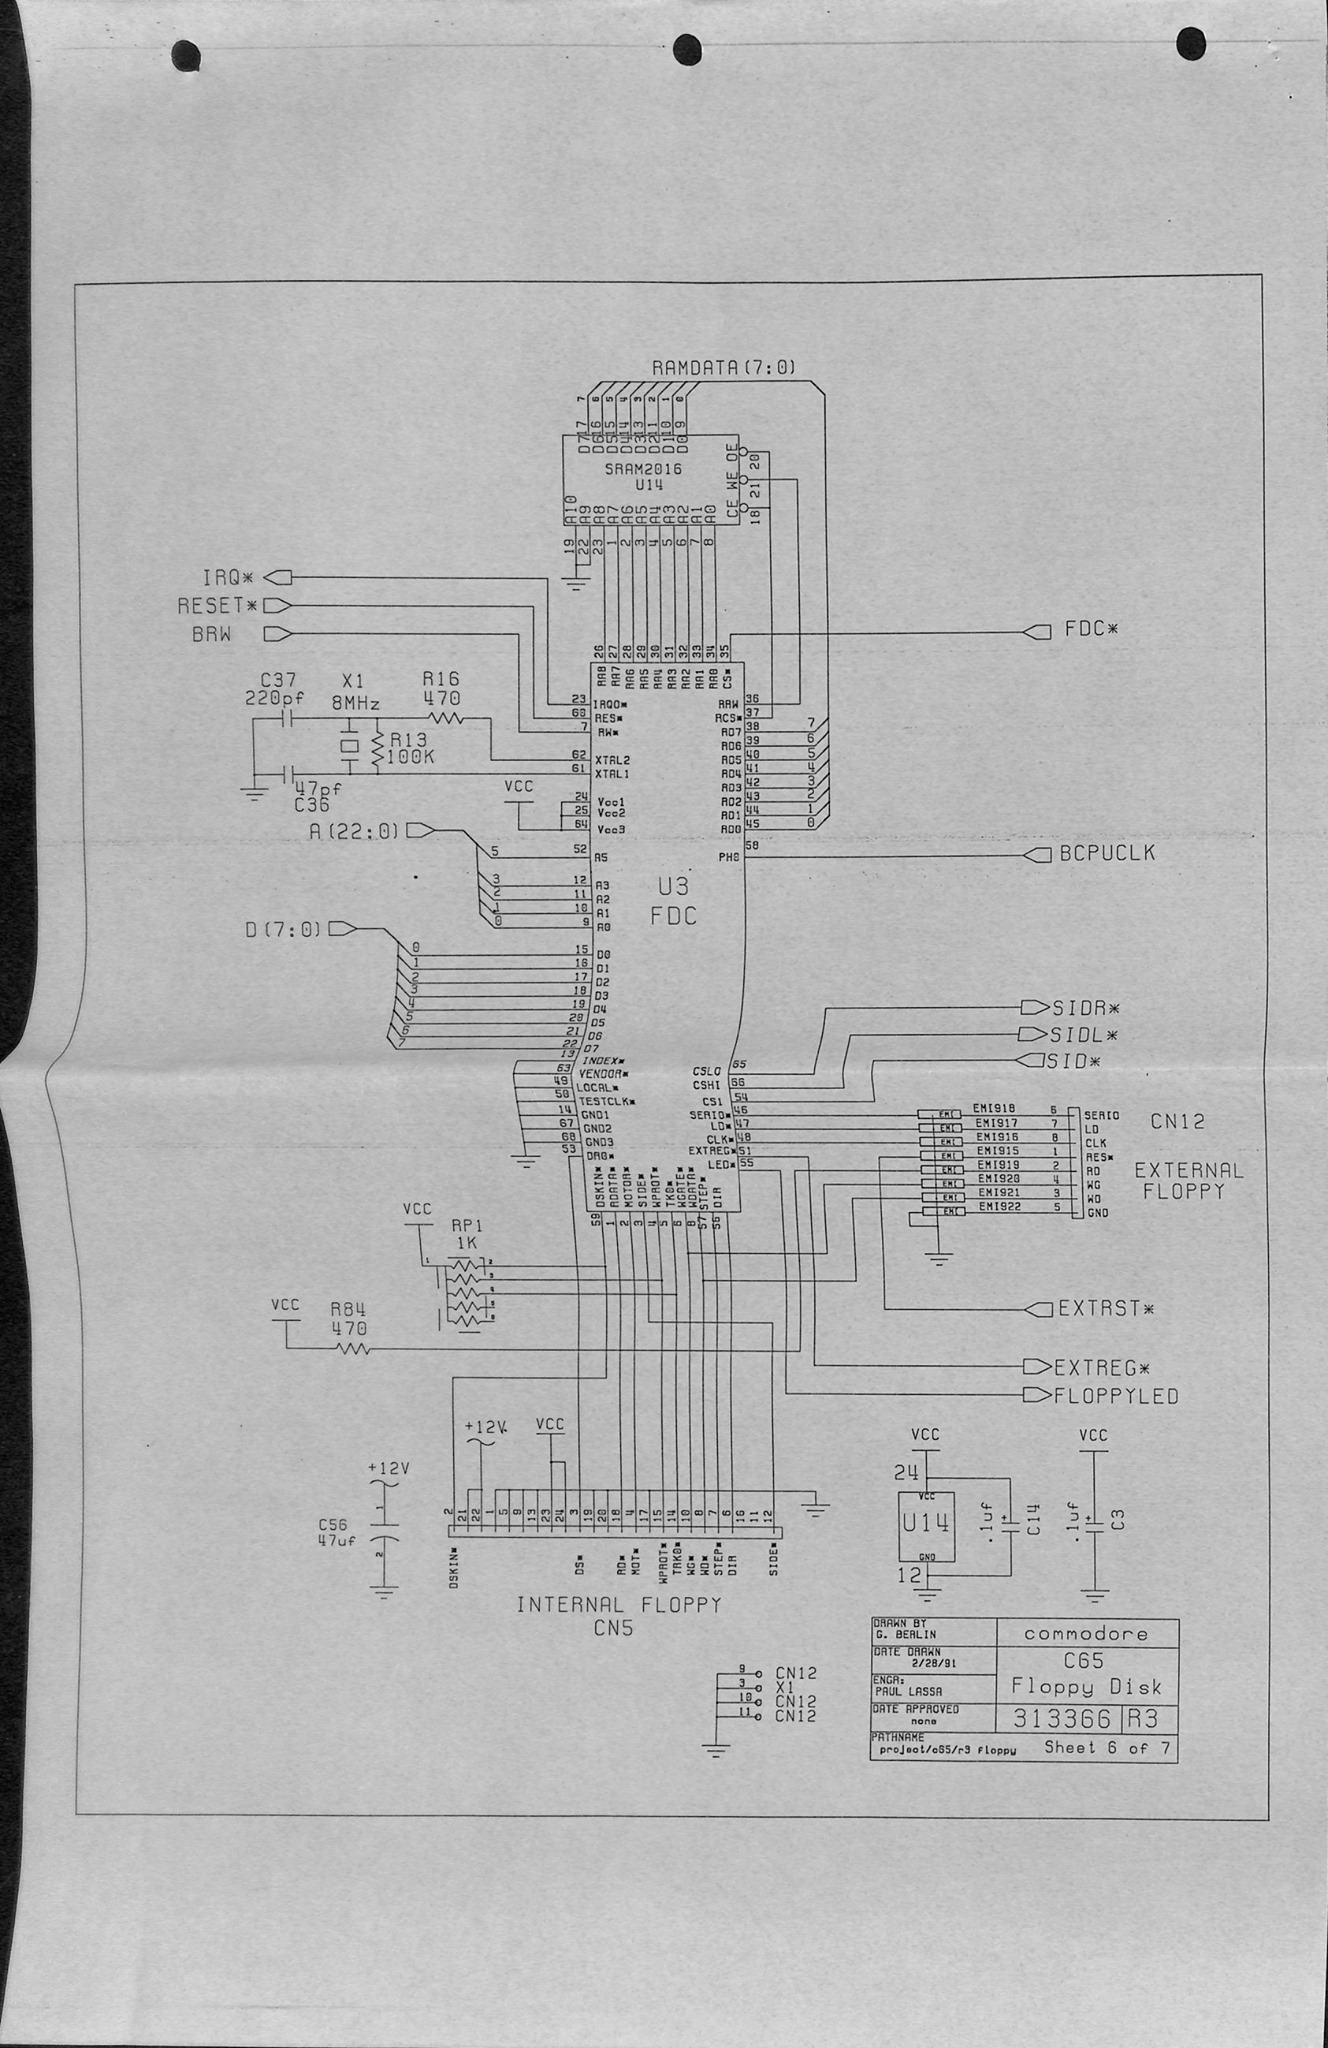 RAMDATA(7:0)
7 6 5 4 3 2 1 0
17 16 15 14 13 11 10 9
D7 D6 D5 D4 D3 D2 D1 D0
SRAM2016
U14
OE 20
WE 21
CE 18
A10 A9 A8 A7 A6 A5 A4 A3 A2 A1 A0
19 22 23 1 2 3 4 5 6 7 8
IRQ*
RESET*
BRW
FDC*
26 27 28 29 30 31 32 33 34 35
RA8 RA7 RA6 RA5 RA4 RA3 RA2 RA1 RA0 CS*
C37
220pf
X1
8MHz
R16
470
R13
100K
47pf
C36
VCC
23 IRQO*
60 RES*
7 RW*
62 XTAL2
61 XTAL1
24 Vcc1
25 Vcc2
64 Vcc3
RRW 36
RCS* 37
RD7 38 7
RD6 39 6
RD5 40 5
RD4 41 4
RD3 42 3
RD2 43 2
RD1 44 1
RD0 45 0
A(22:0)
5 52 A5
3 12 A3
2 11 A2
1 10 A1
0 9 A0
PH0 58
BCPUCLK
U3
FDC
D(7:0)
0 15 D0
1 16 D1
2 17 D2
3 18 D3
4 19 D4
5 20 D5
6 21 D6
7 22 D7
13 INDEX*
63 VENDOR*
49 LOCAL*
50 TESTCLK*
14 GND1
67 GND2
68 GND3
53 DR0*
SIDR*
SIDL*
SID*
CSLO 65
CSHI 66
CS1 54
SERIO* 46
LD* 47
CLK* 48
EXTREG* 51
LED* 55
EMI EMI918 6 SERIO
EMI EMI917 7 LD
EMI EMI916 8 CLK
EMI EMI915 1 RES*
EMI EMI919 2 RD
EMI EMI920 4 WG
EMI EMI921 3 WD
EMI EMI922 5 GND
CN12
EXTERNAL
FLOPPY
DSKIN* RDATA* MOTOR* SIDE* WPROT* TK0* WGATE* WDATA* STEP* DIR
59 1 2 3 4 5 6 8 57 56
VCC
RP1
1K
1 2
3
4
5
6
VCC
R84
470
EXTRST*
EXTREG*
FLOPPYLED
+12V
VCC
+12V
1
C56
47uf
2
2 21 22 1 5 9 13 23 24 3 19 20 18 4 17 15 14 10 8 7 6 16 11 12
DSKIN* DS* RD* MOT* WPROT* TRK0* WG* WD* STEP* DIR SIDE*
INTERNAL FLOPPY
CN5
VCC
24
VCC
U14
GND
12
.1uf
C14
VCC
.1uf
C3
9 CN12
3 X1
10 CN12
11 CN12
DRAWN BY
G. BERLIN
DATE DRAWN
2/28/91
ENGR:
PAUL LASSA
DATE APPROVED
none
PATHNAME
project/c65/r3 floppy
commodore
C65
Floppy Disk
313366 R3
Sheet 6 of 7